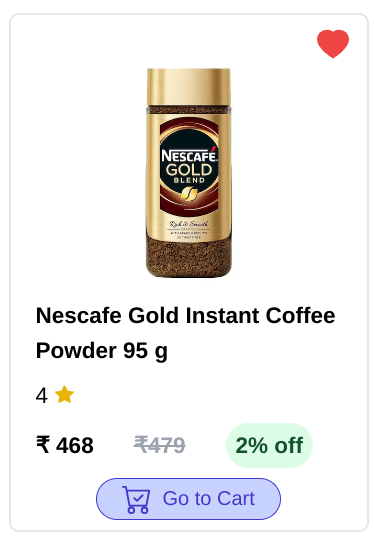 NESCAFÉ
GOLD
BLEND
Rich & Smooth
Nescafe Gold Instant Coffee
Powder 95 g
4
₹ 468 ₹479 2% off
Go to Cart